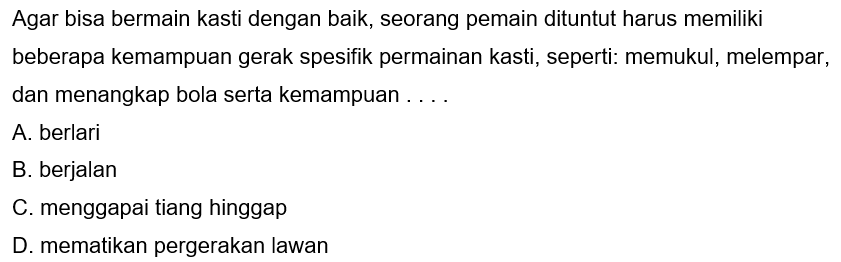 Agar bisa bermain kasti dengan baik, seorang pemain dituntut harus memiliki
beberapa kemampuan gerak spesifik permainan kasti, seperti: memukul, melempar,
dan menangkap bola serta kemampuan . . . .
A. berlari
B. berjalan
C. menggapai tiang hinggap
D. mematikan pergerakan lawan